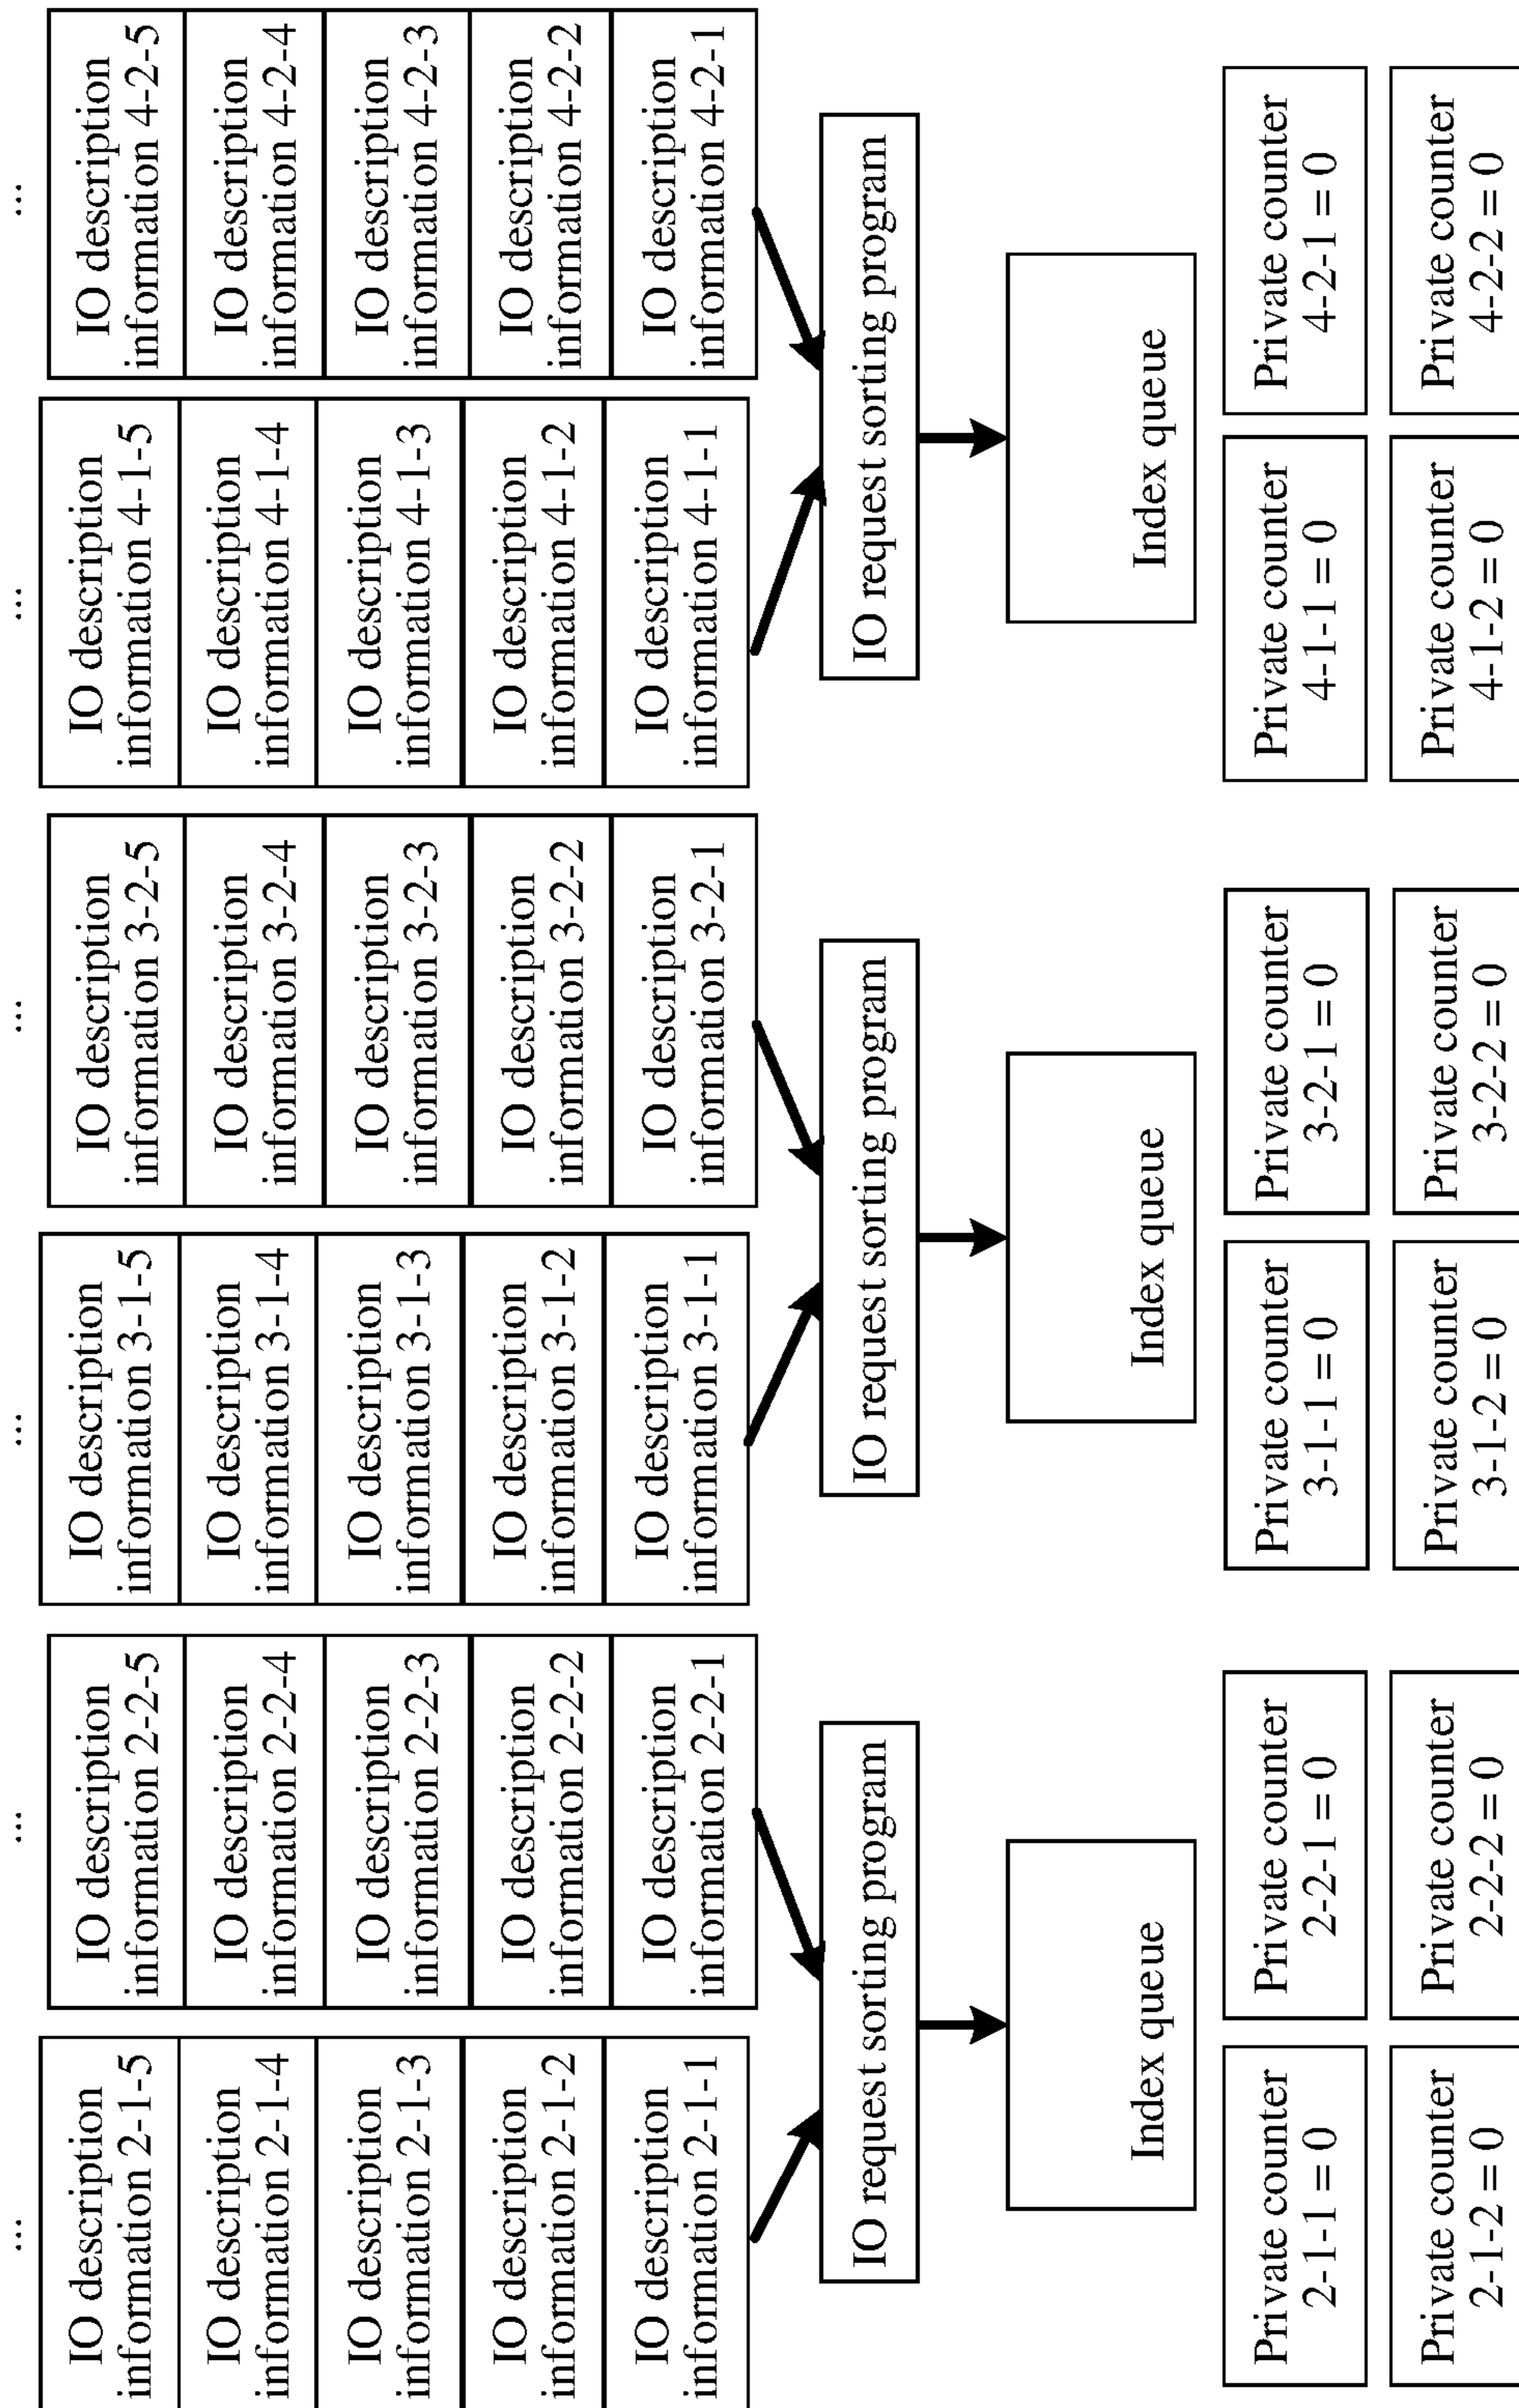 ...
...
...
...
...
...
IO description
information 2-1-5
IO description
information 2-2-5
IO description
information 3-1-5
IO description
information 3-2-5
IO description
information 4-1-5
IO description
information 4-2-5
IO description
information 2-1-4
IO description
information 2-2-4
IO description
information 3-1-4
IO description
information 3-2-4
IO description
information 4-1-4
IO description
information 4-2-4
IO description
information 2-1-3
IO description
information 2-2-3
IO description
information 3-1-3
IO description
information 3-2-3
IO description
information 4-1-3
IO description
information 4-2-3
IO description
information 2-1-2
IO description
information 2-2-2
IO description
information 3-1-2
IO description
information 3-2-2
IO description
information 4-1-2
IO description
information 4-2-2
IO description
information 2-1-1
IO description
information 2-2-1
IO description
information 3-1-1
IO description
information 3-2-1
IO description
information 4-1-1
IO description
information 4-2-1
IO request sorting program
IO request sorting program
IO request sorting program
Index queue
Index queue
Index queue
Private counter
2-1-1 = 0
Private counter
2-2-1 = 0
Private counter
3-1-1 = 0
Private counter
3-2-1 = 0
Private counter
4-1-1 = 0
Private counter
4-2-1 = 0
Private counter
2-1-2 = 0
Private counter
2-2-2 = 0
Private counter
3-1-2 = 0
Private counter
3-2-2 = 0
Private counter
4-1-2 = 0
Private counter
4-2-2 = 0